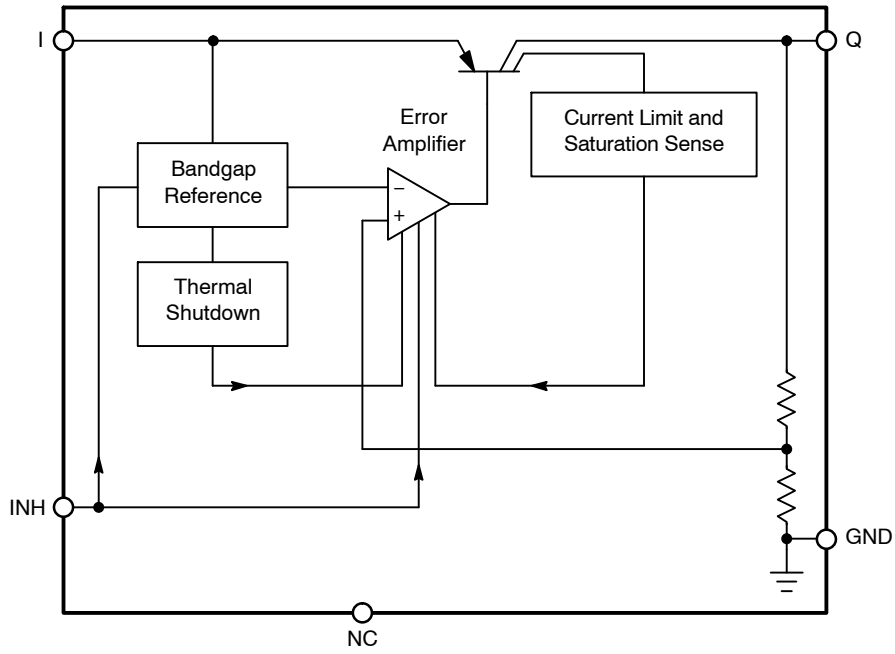 I
Q
Error
Amplifier
Current Limit and
Saturation Sense
Bandgap
Reference
−
+
Thermal
Shutdown
INH
GND
NC